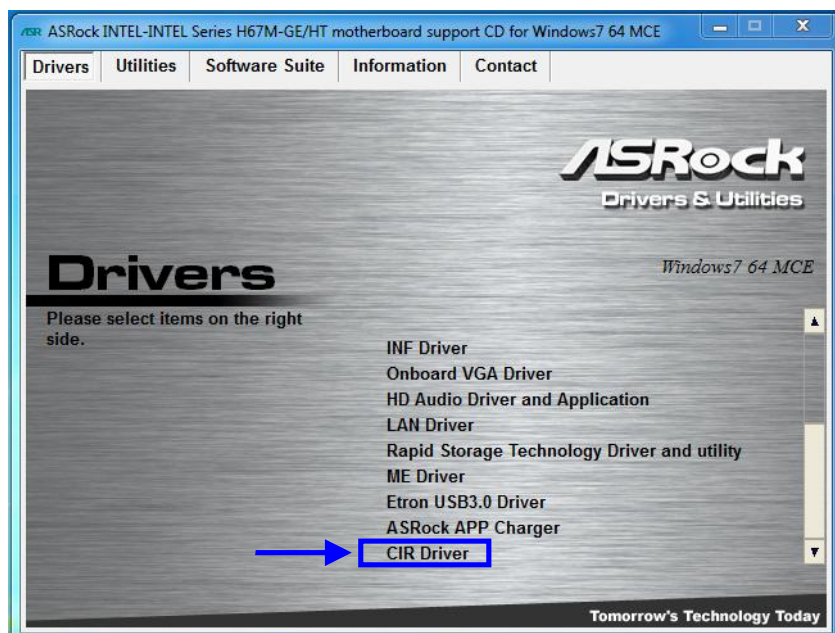 ASR ASRock INTEL-INTEL Series H67M-GE/HT motherboard support CD for Windows7 64 MCE
Drivers Utilities Software Suite Information Contact
ASRock
Drivers & Utilities
Drivers
Windows7 64 MCE
Please select items on the right
side.
INF Driver
Onboard VGA Driver
HD Audio Driver and Application
LAN Driver
Rapid Storage Technology Driver and utility
ME Driver
Etron USB3.0 Driver
ASRock APP Charger
CIR Driver
Tomorrow's Technology Today